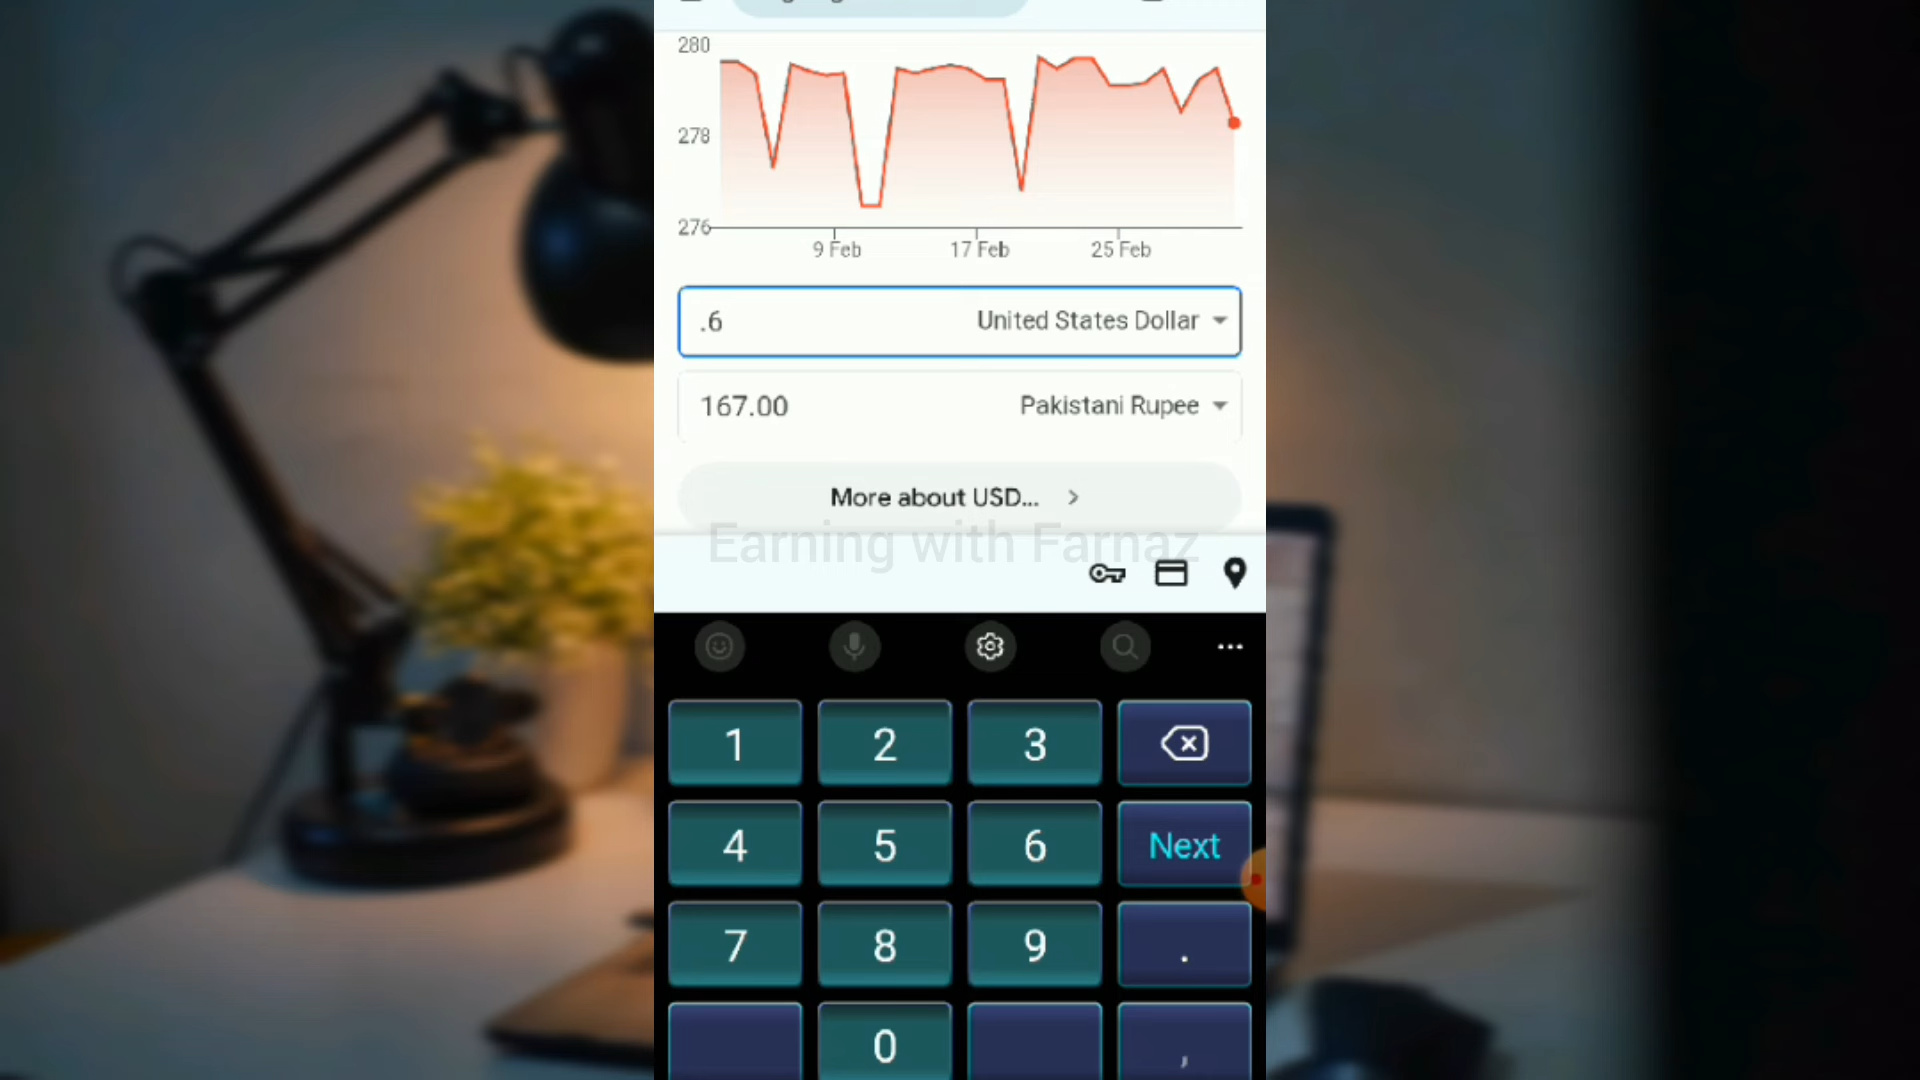 280
278
276
9 Feb 17 Feb 25 Feb
.6 United States Dollar
167.00 Pakistani Rupee
More about USD...
Earning with Farnaz
1 2 3
4 5 6 Next
7 8 9 .
0 ,